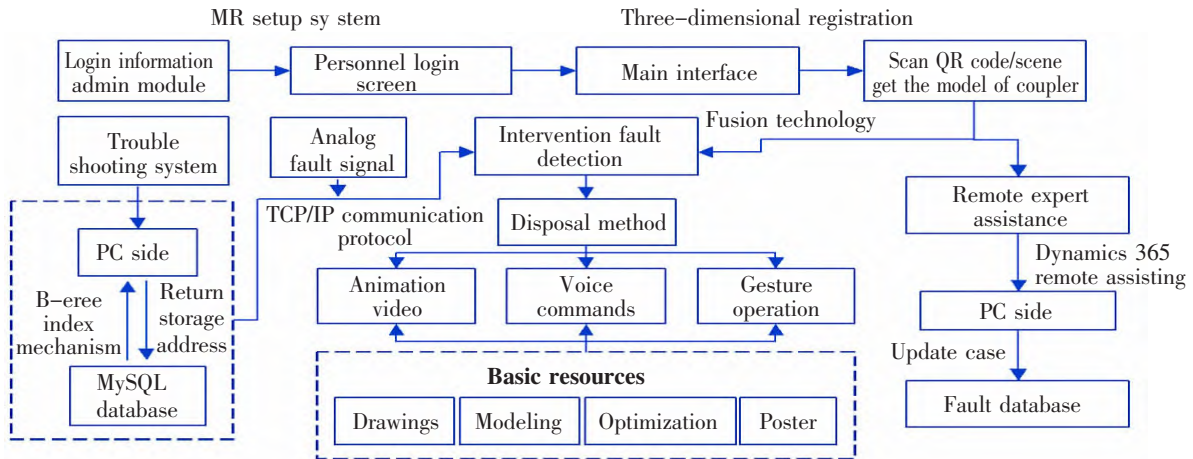 MR setup sy stem
Three-dimensional registration
Login information
admin module
Personnel login
screen
Main interface
Scan QR code/scene
get the model of coupler
Trouble
shooting system
Analog
fault signal
Intervention fault
detection
Fusion technology
Remote expert
assistance
TCP/IP communication
protocol
Disposal method
PC side
Dynamics 365
remote assisting
B-eree
index
mechanism
Return
storage
address
Animation
video
Voice
commands
Gesture
operation
PC side
Update case
MySQL
database
Basic resources
Drawings
Modeling
Optimization
Poster
Fault database